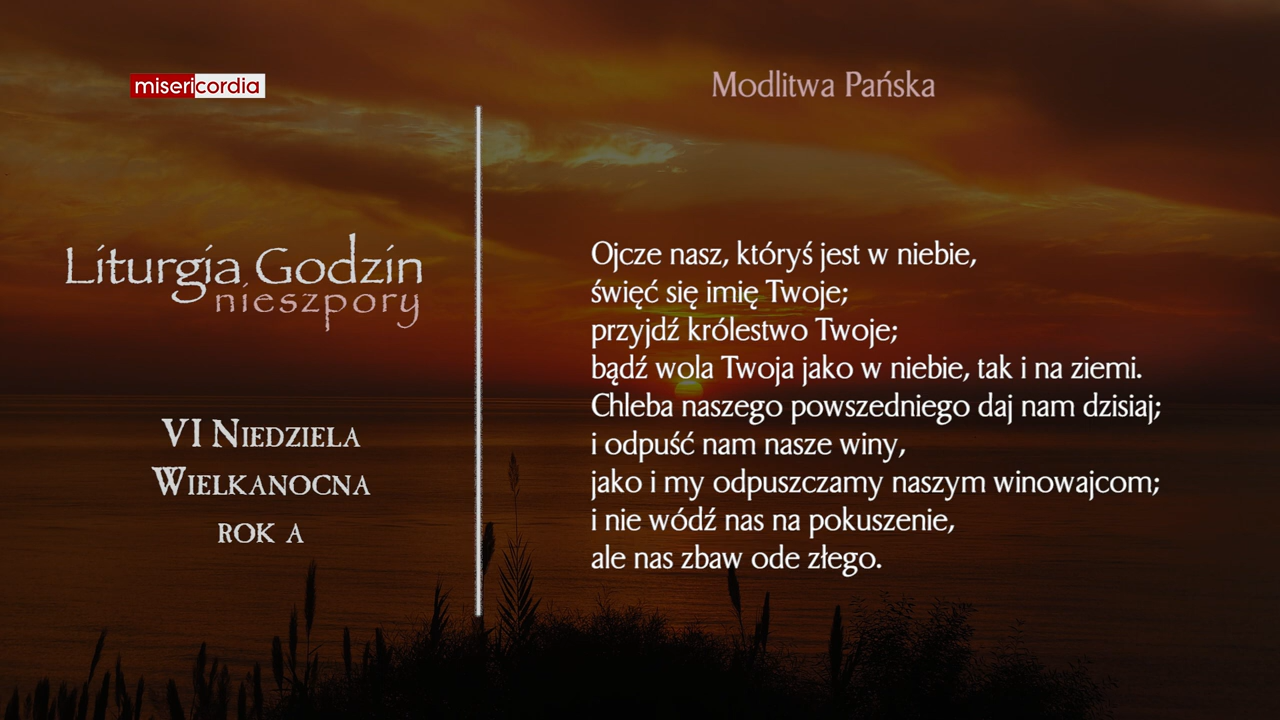 misericordia
Liturgia Godzin
nieszpory
VI Niedziela
Wielkanocna
rok A
Modlitwa Pańska
Ojcze nasz, któryś jest w niebie,
święć się imię Twoje;
przyjdź królestwo Twoje;
bądź wola Twoja jako w niebie, tak i na ziemi.
Chleba naszego powszedniego daj nam dzisiaj;
i odpuść nam nasze winy,
jako i my odpuszczamy naszym winowajcom;
i nie wódź nas na pokuszenie,
ale nas zbaw ode złego.